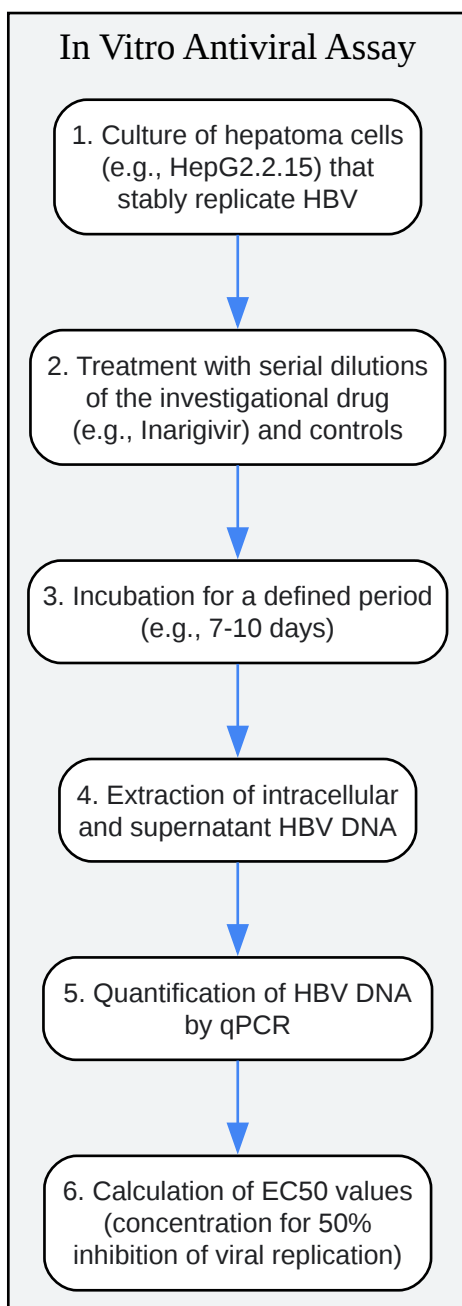 In Vitro Antiviral Assay
1. Culture of hepatoma cells
(e.g., HepG2.2.15) that
stably replicate HBV
2. Treatment with serial dilutions
of the investigational drug
(e.g., Inarigivir) and controls
3. Incubation for a defined period
(e.g., 7-10 days)
4. Extraction of intracellular
and supernatant HBV DNA
5. Quantification of HBV DNA
by qPCR
6. Calculation of EC50 values
(concentration for 50%
inhibition of viral replication)